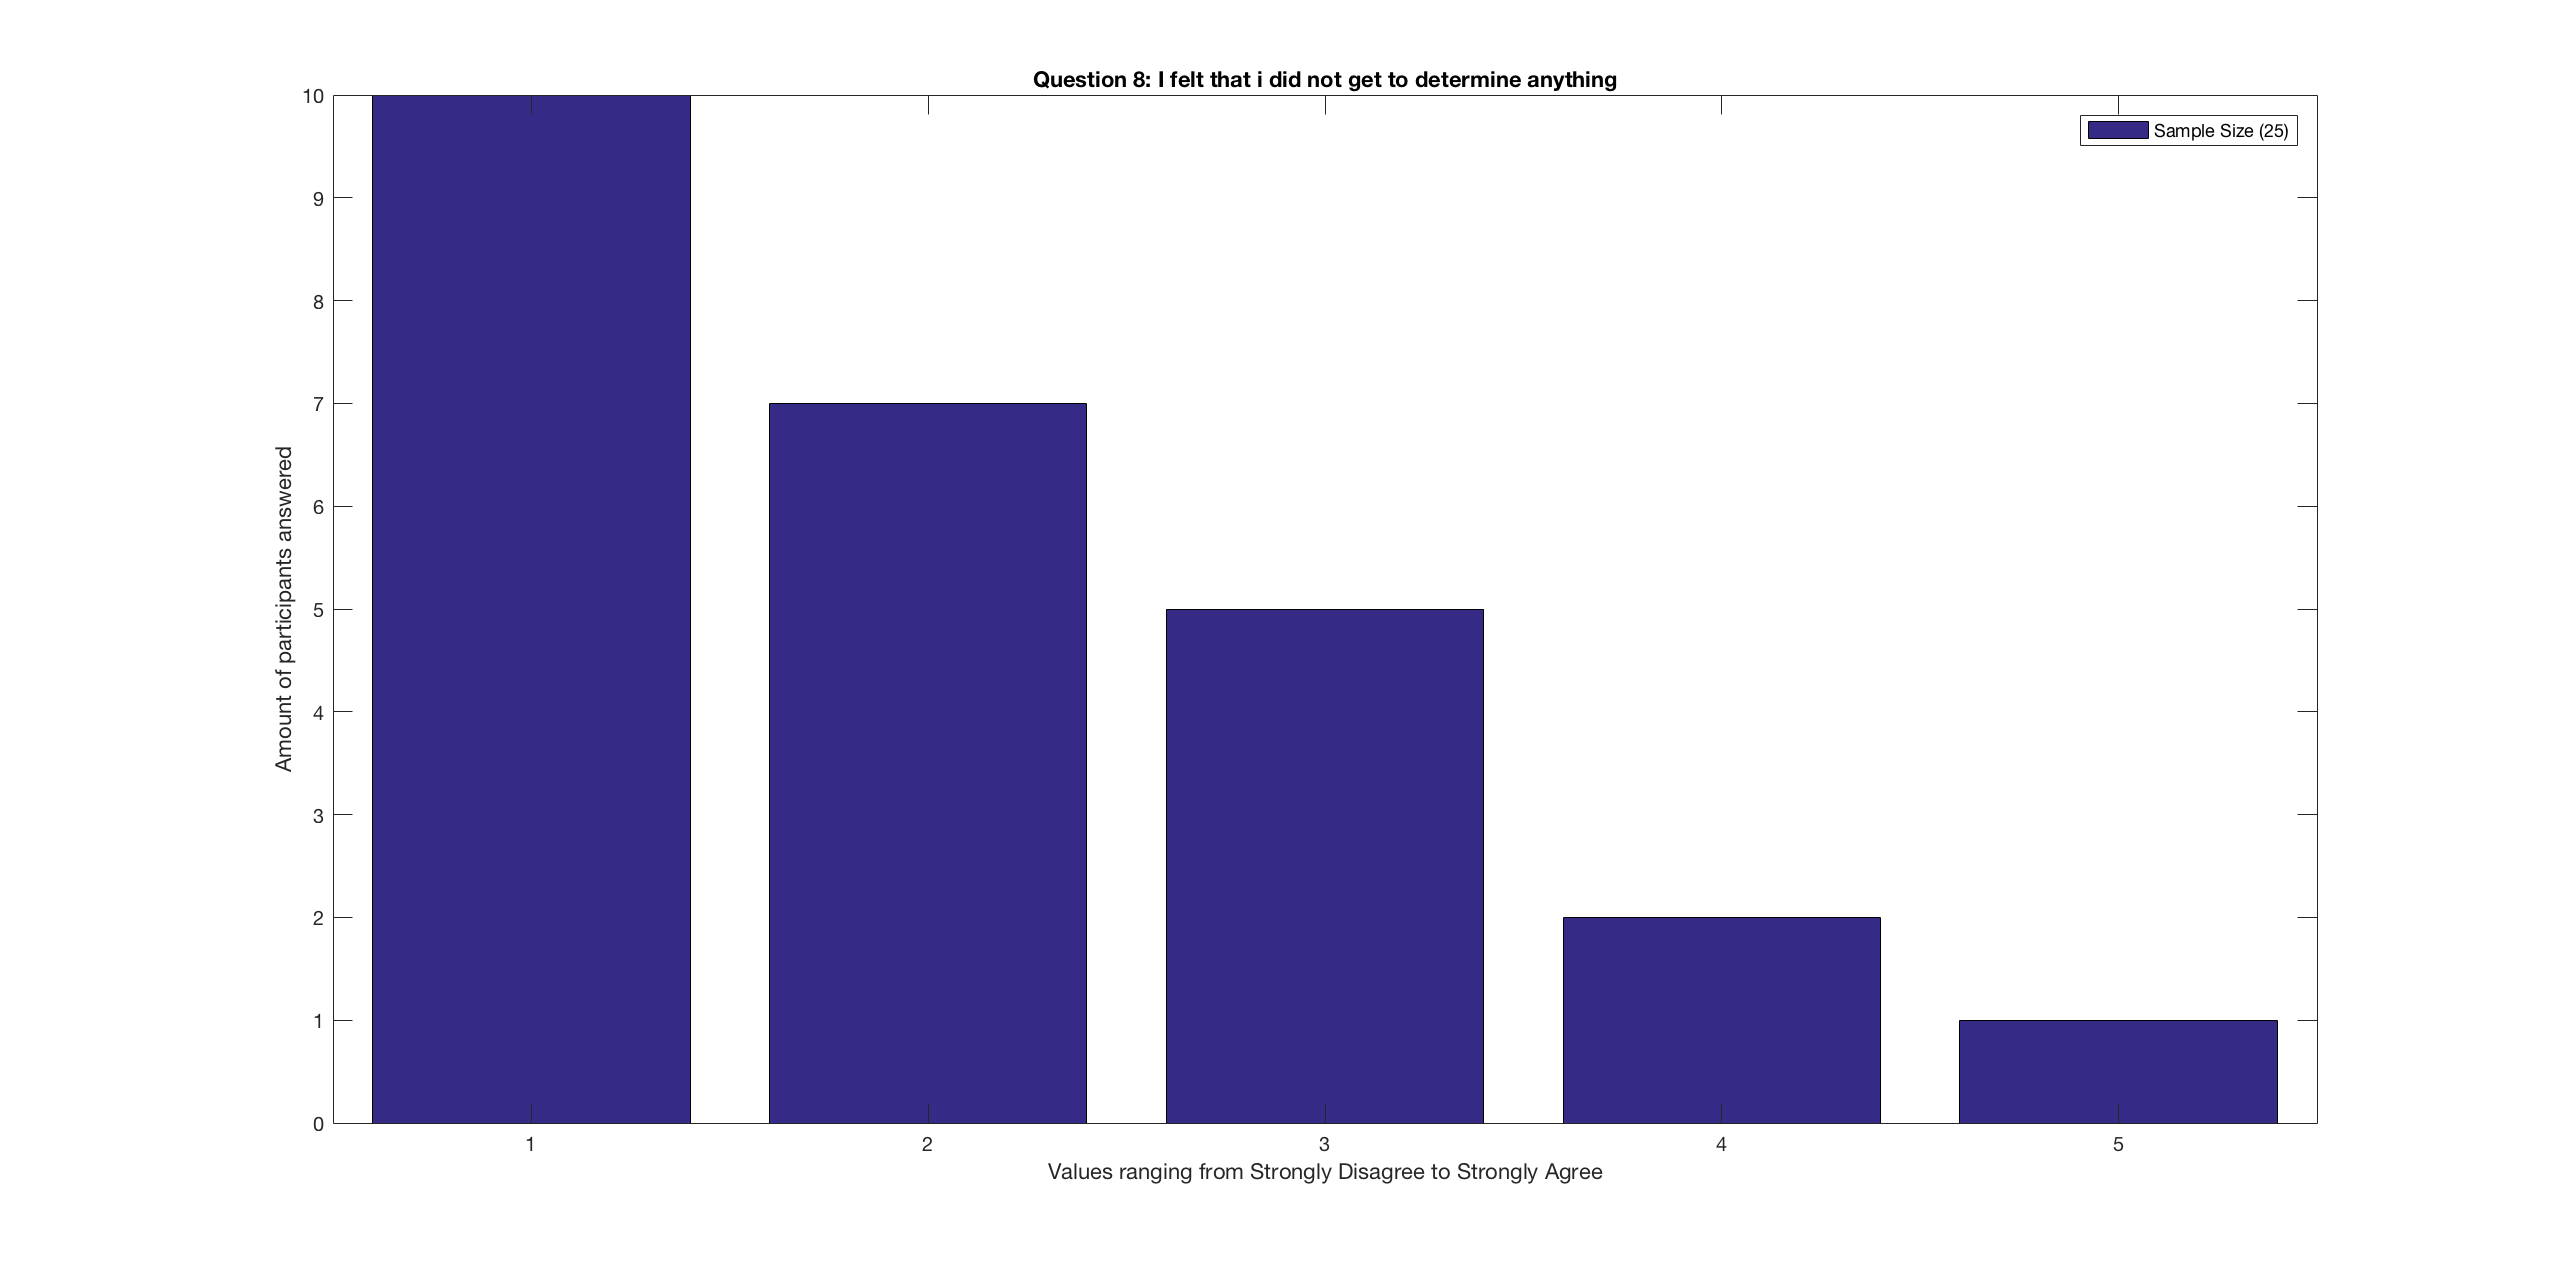 Question 8: I felt that i did not get to determine anything
Sample Size (25)
10
9
8
7
6
5
4
3
2
1
0
Amount of participants answered
1 2 3 4 5
Values ranging from Strongly Disagree to Strongly Agree